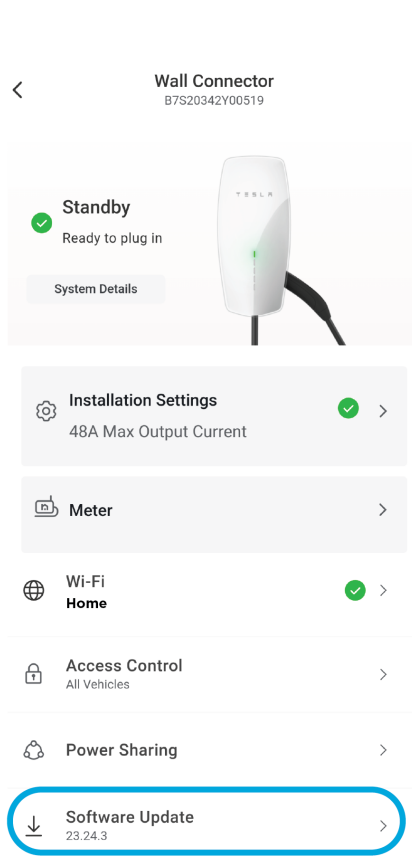 Wall Connector
B7S20342Y00519
TESLA
Standby
Ready to plug in
System Details
Installation Settings
48A Max Output Current
Meter
Wi-Fi
Home
Access Control
All Vehicles
Power Sharing
Software Update
23.24.3